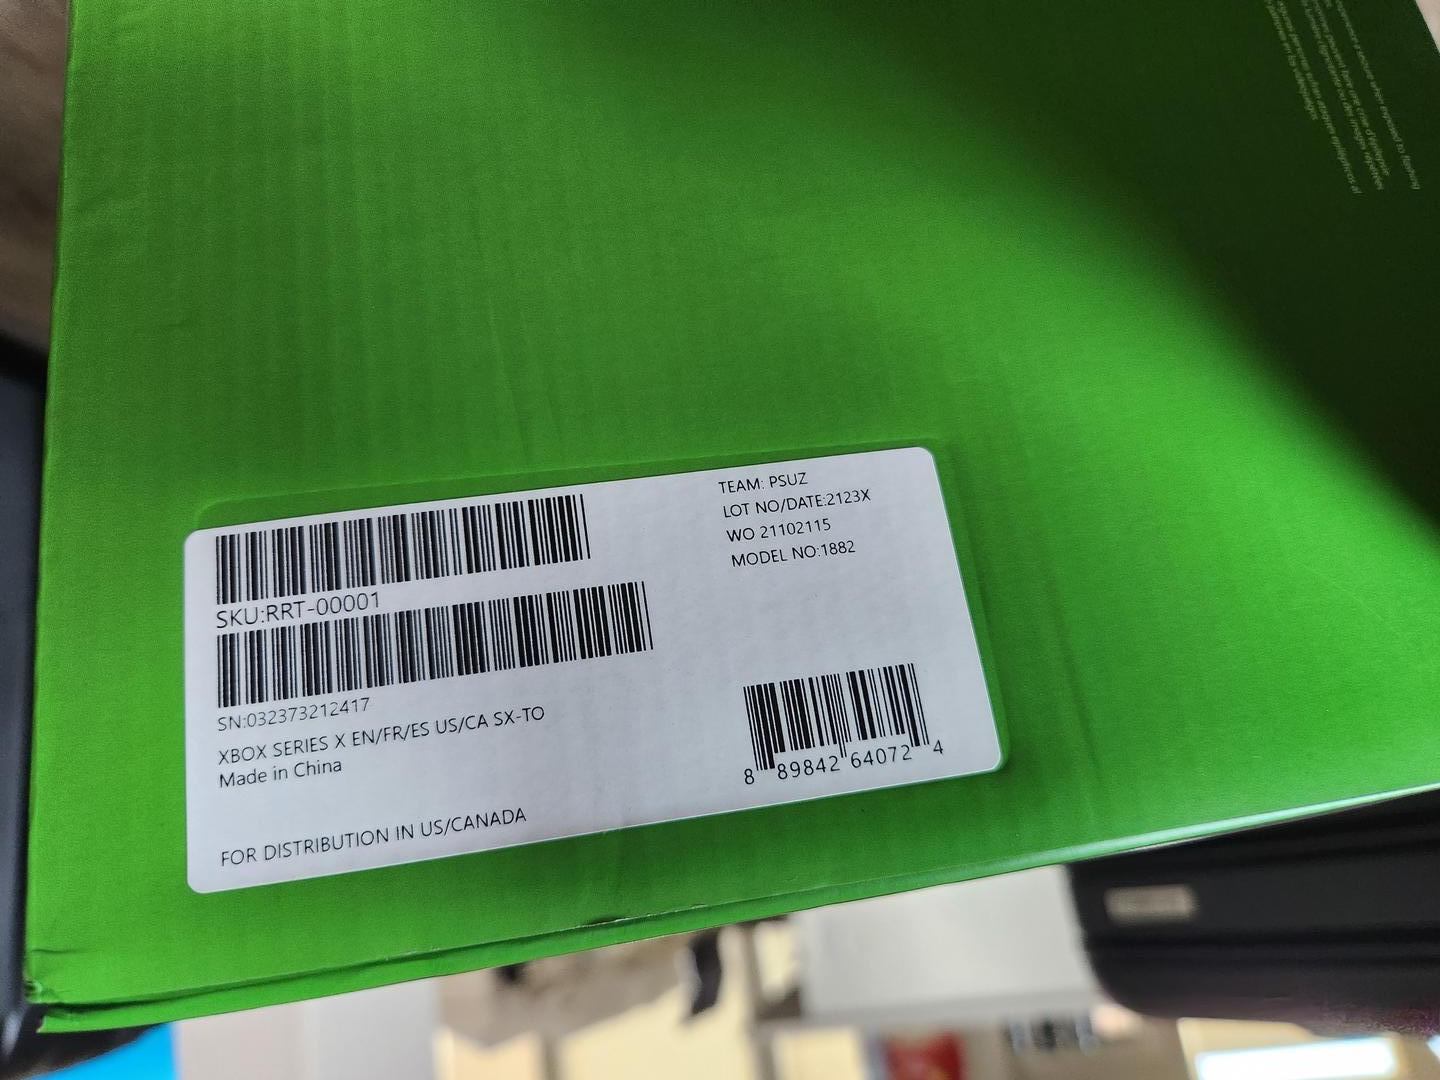 SKU:RRT-00001
SN:032373212417
XBOX SERIES X EN/FR/ES US/CA SX-TO
Made in China
FOR DISTRIBUTION IN US/CANADA
TEAM: PSUZ
LOT NO/DATE:2123X
WO 21102115
MODEL NO:1882
8 89842 64072 4